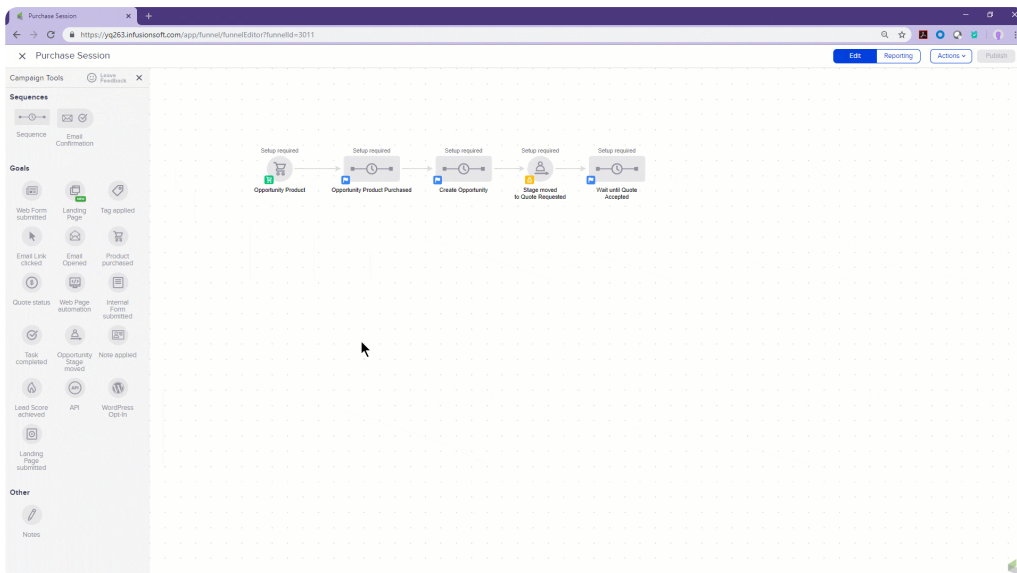 Purchase Session
https://yq263.infusionsoft.com/app/funnel/funnelEditor?funnelId=3011
Purchase Session
Edit
Reporting
Actions
Publish
Campaign Tools
Leave
Feedback
Sequences
Sequence
Email
Confirmation
Goals
Web Form
submitted
NEW
Landing
Page
Tag applied
Email Link
clicked
Email
Opened
Product
purchased
Quote status
Web Page
automation
Internal
Form
submitted
Task
completed
Opportunity
Stage
moved
Note applied
Lead Score
achieved
API
API
WordPress
Opt-In
Landing
Page
submitted
Other
Notes
Setup required
Opportunity Product
Setup required
Opportunity Product Purchased
Setup required
Create Opportunity
Setup required
Stage moved
to Quote Requested
Setup required
Wait until Quote
Accepted